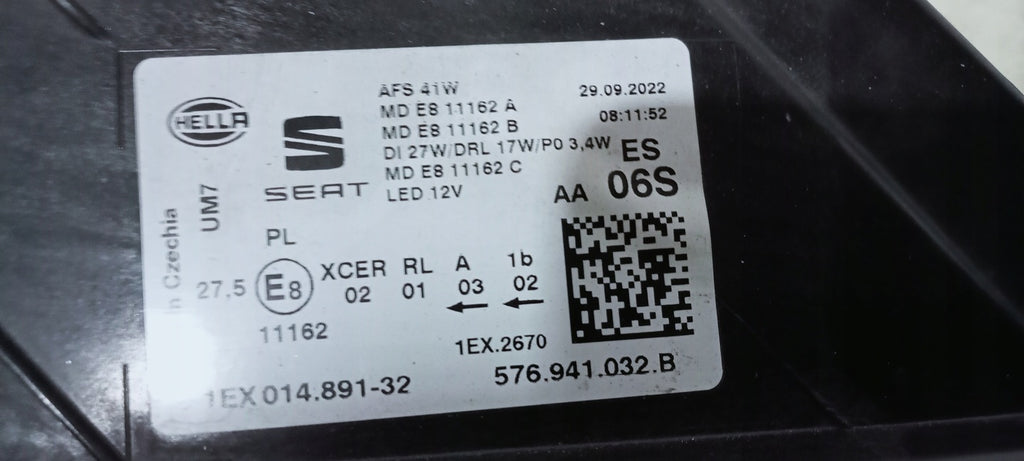 HELLA
SEAT
AFS 41W
MD E8 11162 A
MD E8 11162 B
DI 27W/DRL 17W/P0 3,4W
MD E8 11162 C
LED 12V
29.09.2022
08:11:52
ES
AA 06S
in Czechia
UM7
PL
27,5 E8 XCER RL A 1b
02 01 03 02
11162
1EX.2670
1EX 014.891-32
576.941.032.B